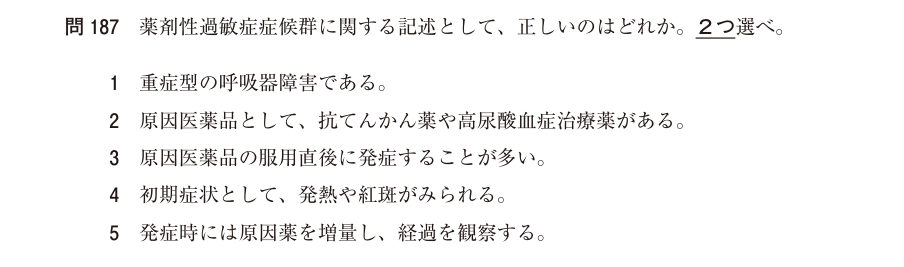 問187 薬剤性過敏症症候群に関する記述として、正しいのはどれか。2つ選べ。
1 重症型の呼吸器障害である。
2 原因医薬品として、抗てんかん薬や高尿酸血症治療薬がある。
3 原因医薬品の服用直後に発症することが多い。
4 初期症状として、発熱や紅斑がみられる。
5 発症時には原因薬を増量し、経過を観察する。